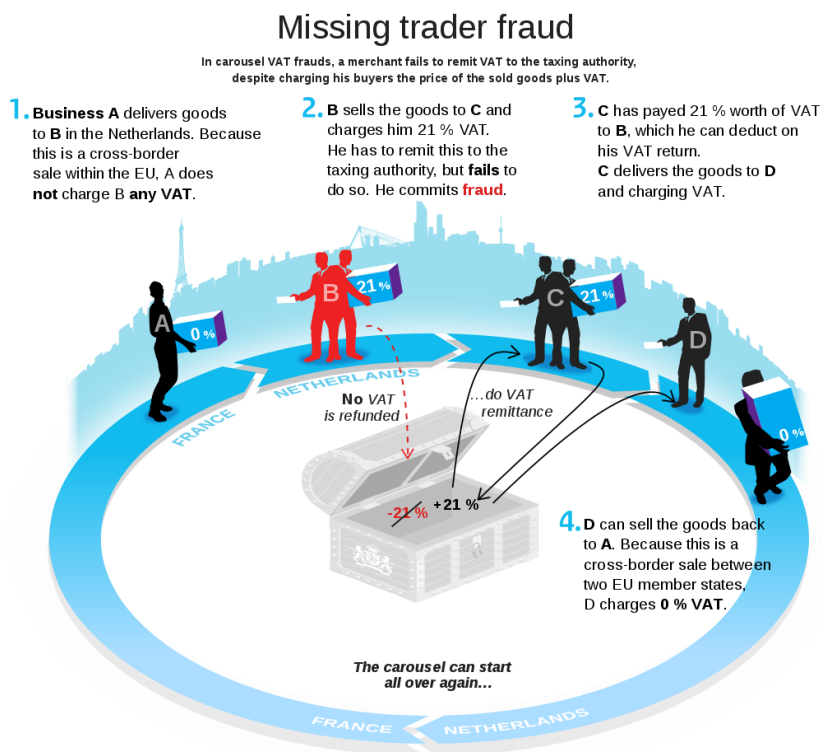 Missing trader fraud
In carousel VAT frauds, a merchant fails to remit VAT to the taxing authority,
despite charging his buyers the price of the sold goods plus VAT.
1. Business A delivers goods
to B in the Netherlands. Because
this is a cross-border
sale within the EU, A does
not charge B any VAT.
2. B sells the goods to C and
charges him 21 % VAT.
He has to remit this to the
taxing authority, but fails to
do so. He commits fraud.
3. C has payed 21 % worth of VAT
to B, which he can deduct on
his VAT return.
C delivers the goods to D
and charging VAT.
A
0 %
B
21 %
C
21 %
D
0 %
FRANCE
NETHERLANDS
No VAT
is refunded
...do VAT
remittance
-21 %
+21 %
4. D can sell the goods back
to A. Because this is a
cross-border sale between
two EU member states,
D charges 0 % VAT.
The carousel can start
all over again...
FRANCE
NETHERLANDS